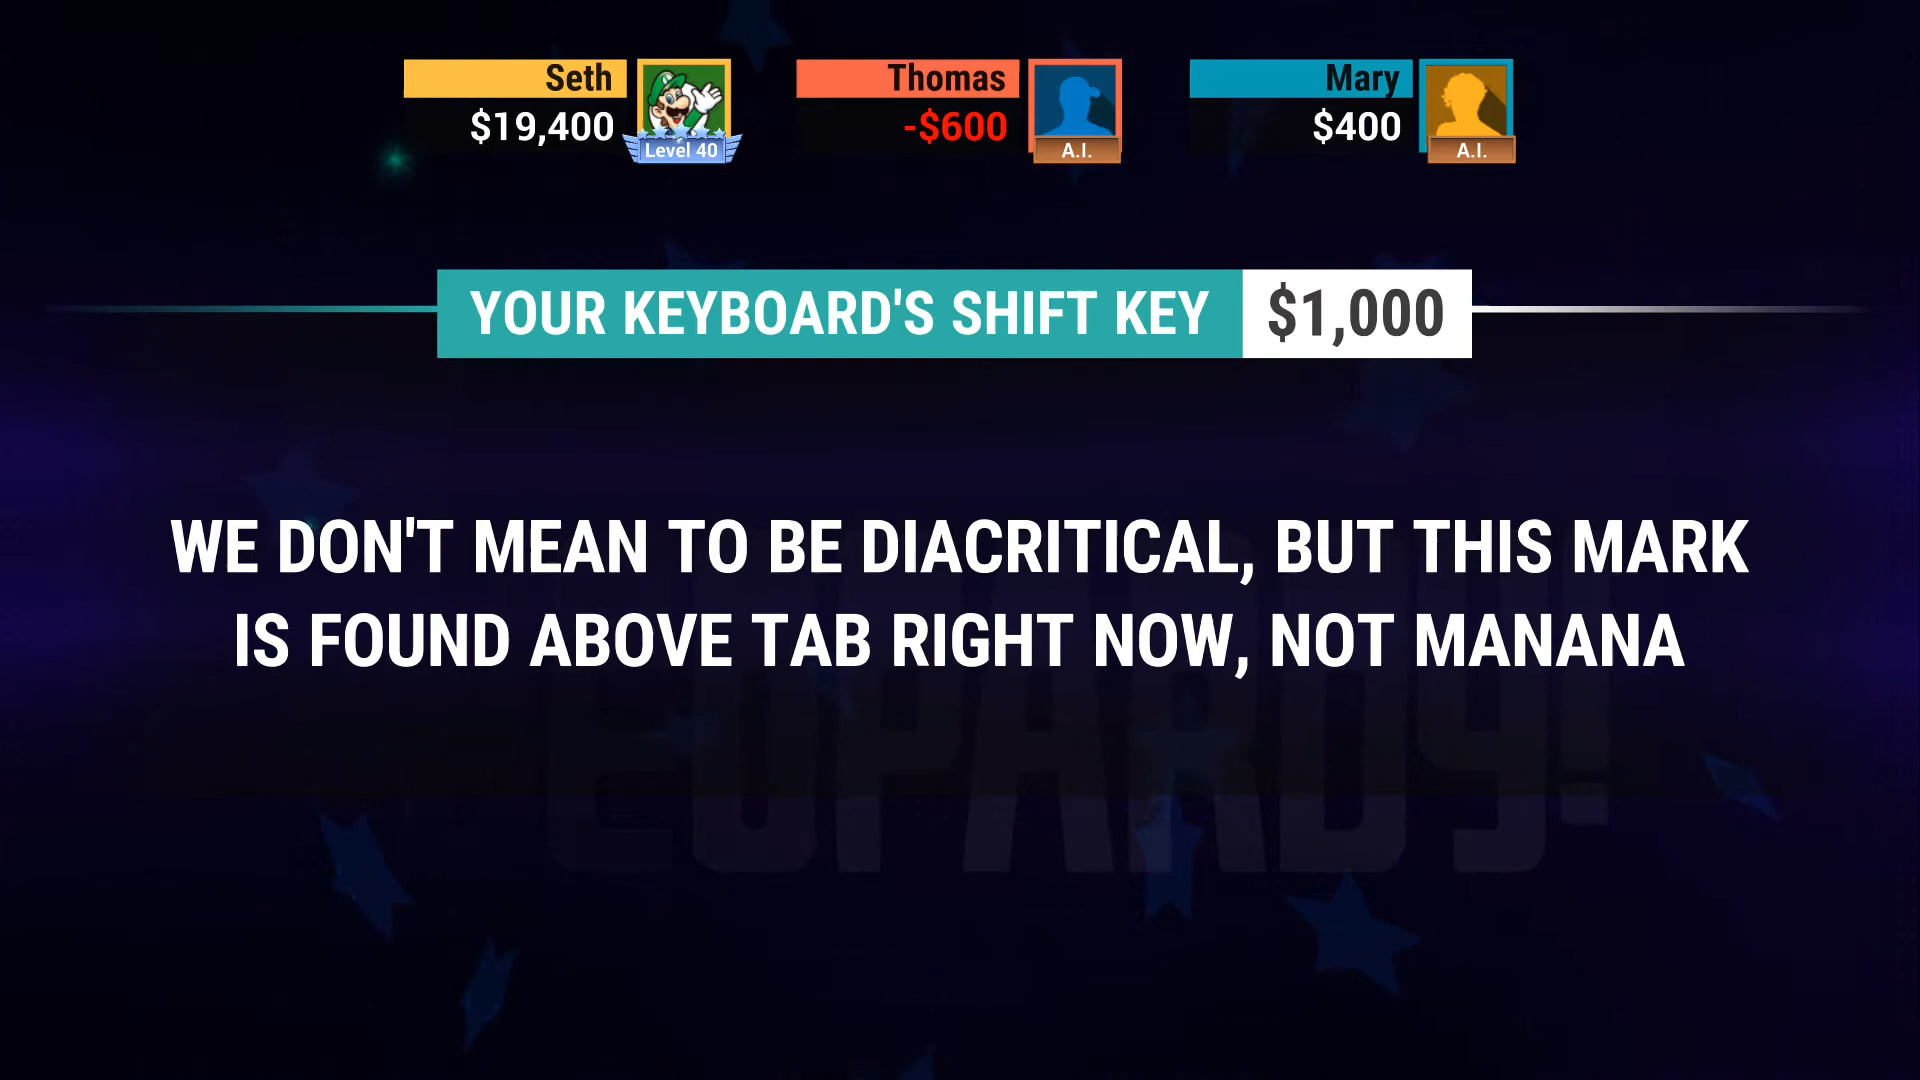 Seth
$19,400
Level 40
Thomas
-$600
A.I.
Mary
$400
A.I.
YOUR KEYBOARD'S SHIFT KEY $1,000
WE DON'T MEAN TO BE DIACRITICAL, BUT THIS MARK
IS FOUND ABOVE TAB RIGHT NOW, NOT MANANA
EOPARDY!